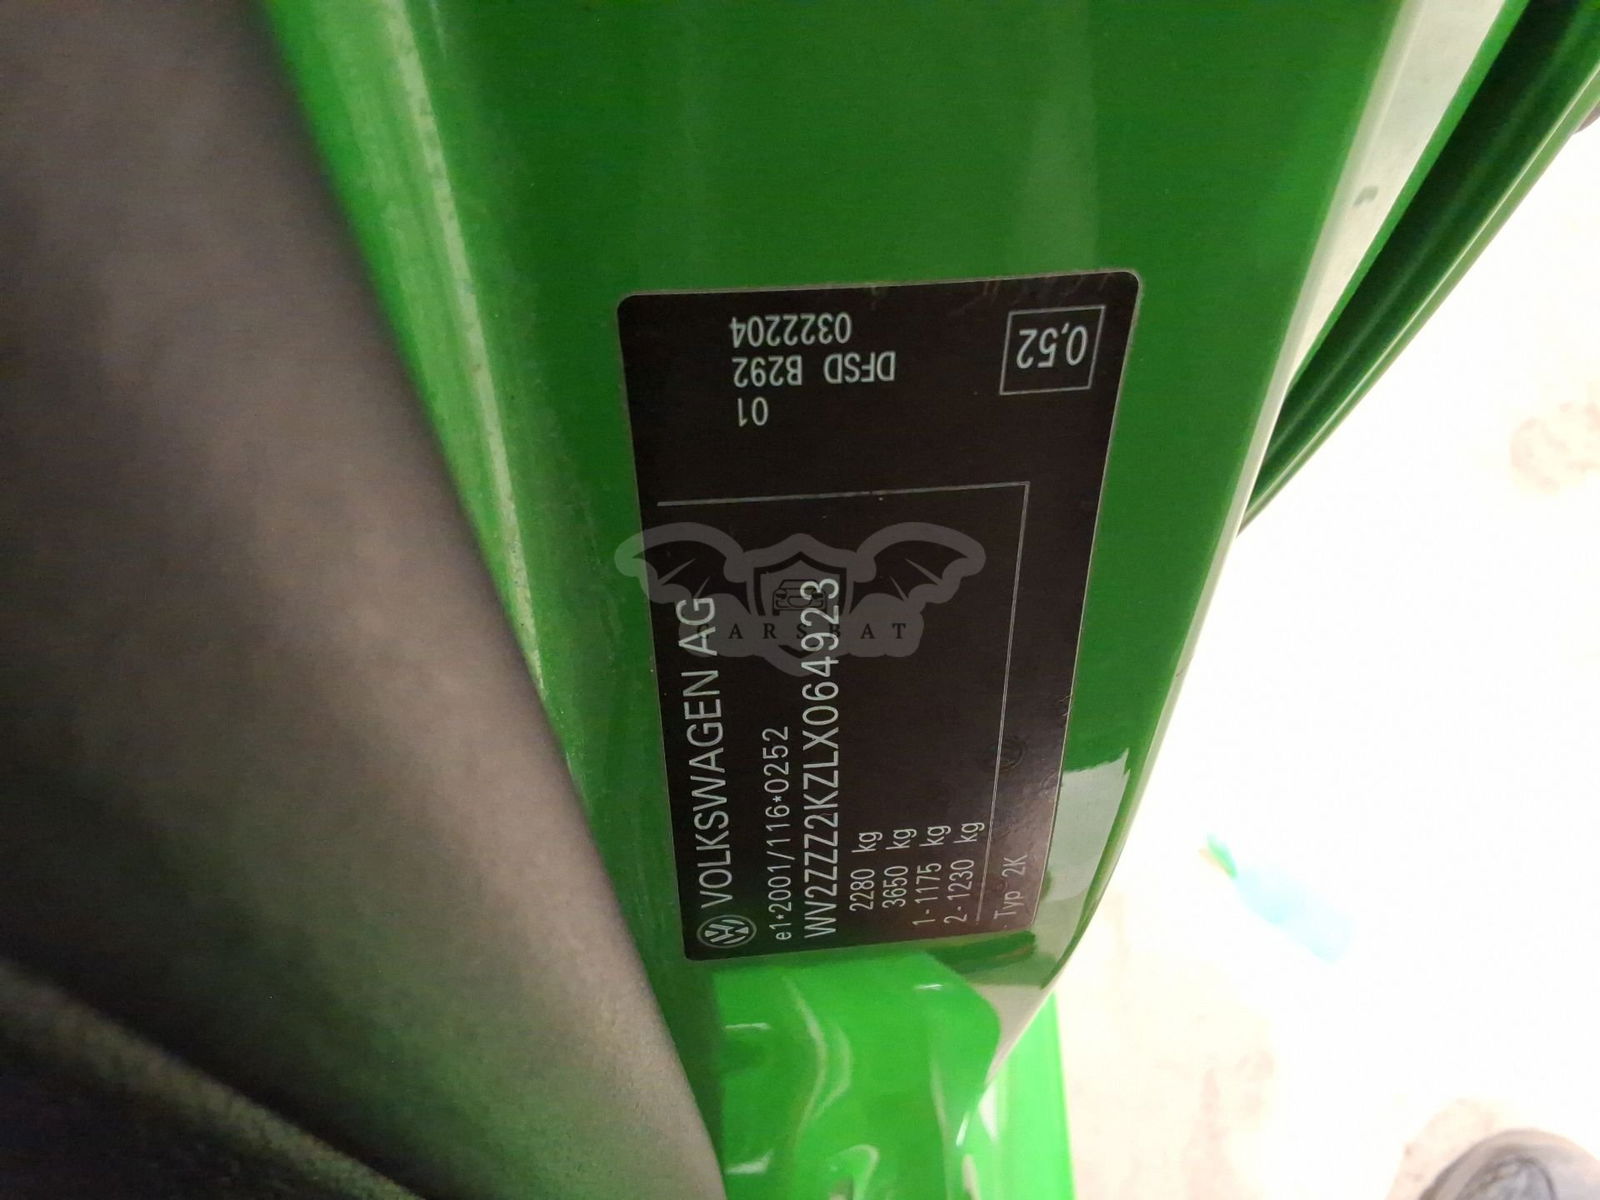 VOLKSWAGEN AG
e1*2001/116*0252
WV2ZZZ2KZLX064923
2280 kg
3650 kg
1-1175 kg
2-1230 kg
Typ 2K
01
DFSD B292
0322204
0,52
CARSBAT